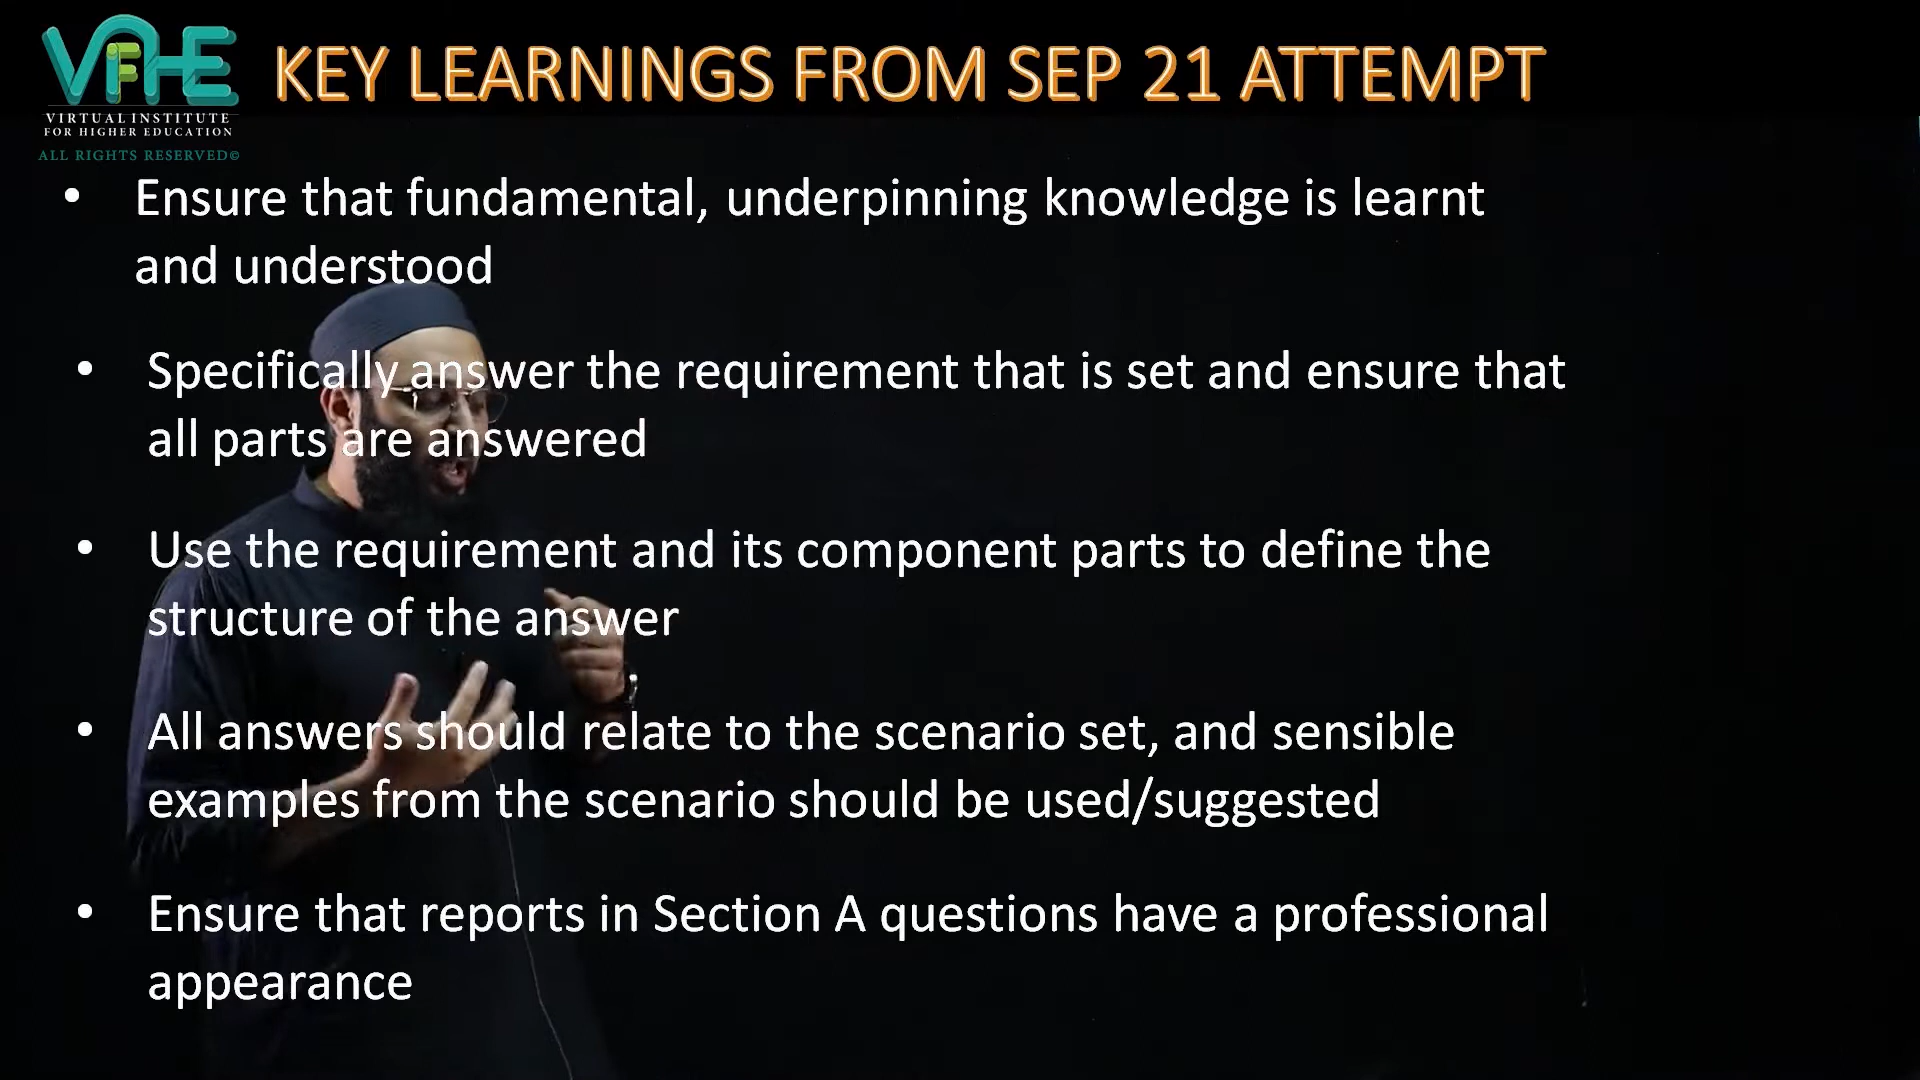 VIFHE
VIRTUAL INSTITUTE
FOR HIGHER EDUCATION
ALL RIGHTS RESERVED©
KEY LEARNINGS FROM SEP 21 ATTEMPT
• Ensure that fundamental, underpinning knowledge is learnt
and understood
• Specifically answer the requirement that is set and ensure that
all parts are answered
• Use the requirement and its component parts to define the
structure of the answer
• All answers should relate to the scenario set, and sensible
examples from the scenario should be used/suggested
• Ensure that reports in Section A questions have a professional
appearance